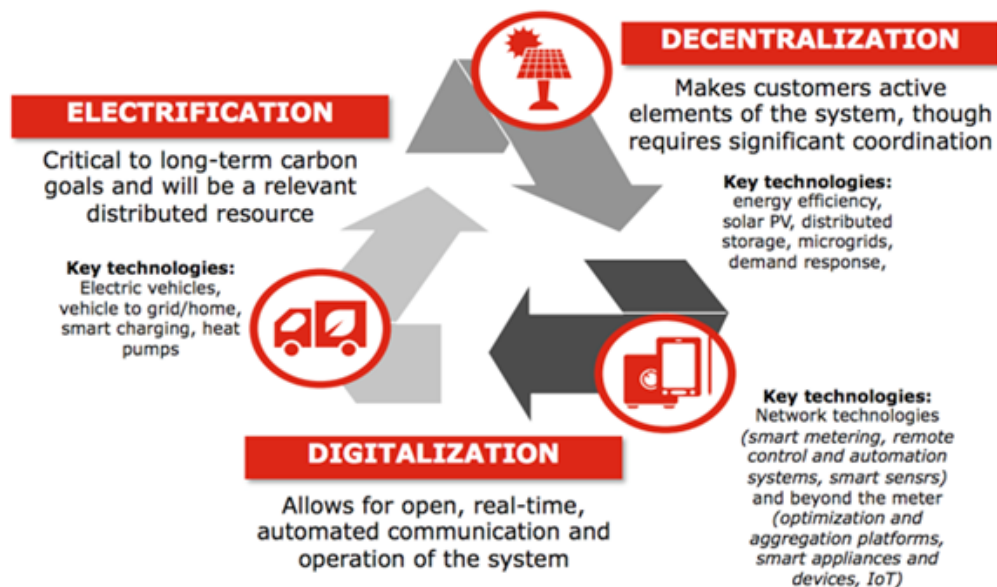 DECENTRALIZATION
Makes customers active
elements of the system, though
requires significant coordination
Key technologies:
energy efficiency,
solar PV, distributed
storage, microgrids,
demand response,
ELECTRIFICATION
Critical to long-term carbon
goals and will be a relevant
distributed resource
Key technologies:
Electric vehicles,
vehicle to grid/home,
smart charging, heat
pumps
DIGITALIZATION
Allows for open, real-time,
automated communication and
operation of the system
Key technologies:
Network technologies
(smart metering, remote
control and automation
systems, smart sensrs)
and beyond the meter
(optimization and
aggregation platforms,
smart appliances and
devices, IoT)